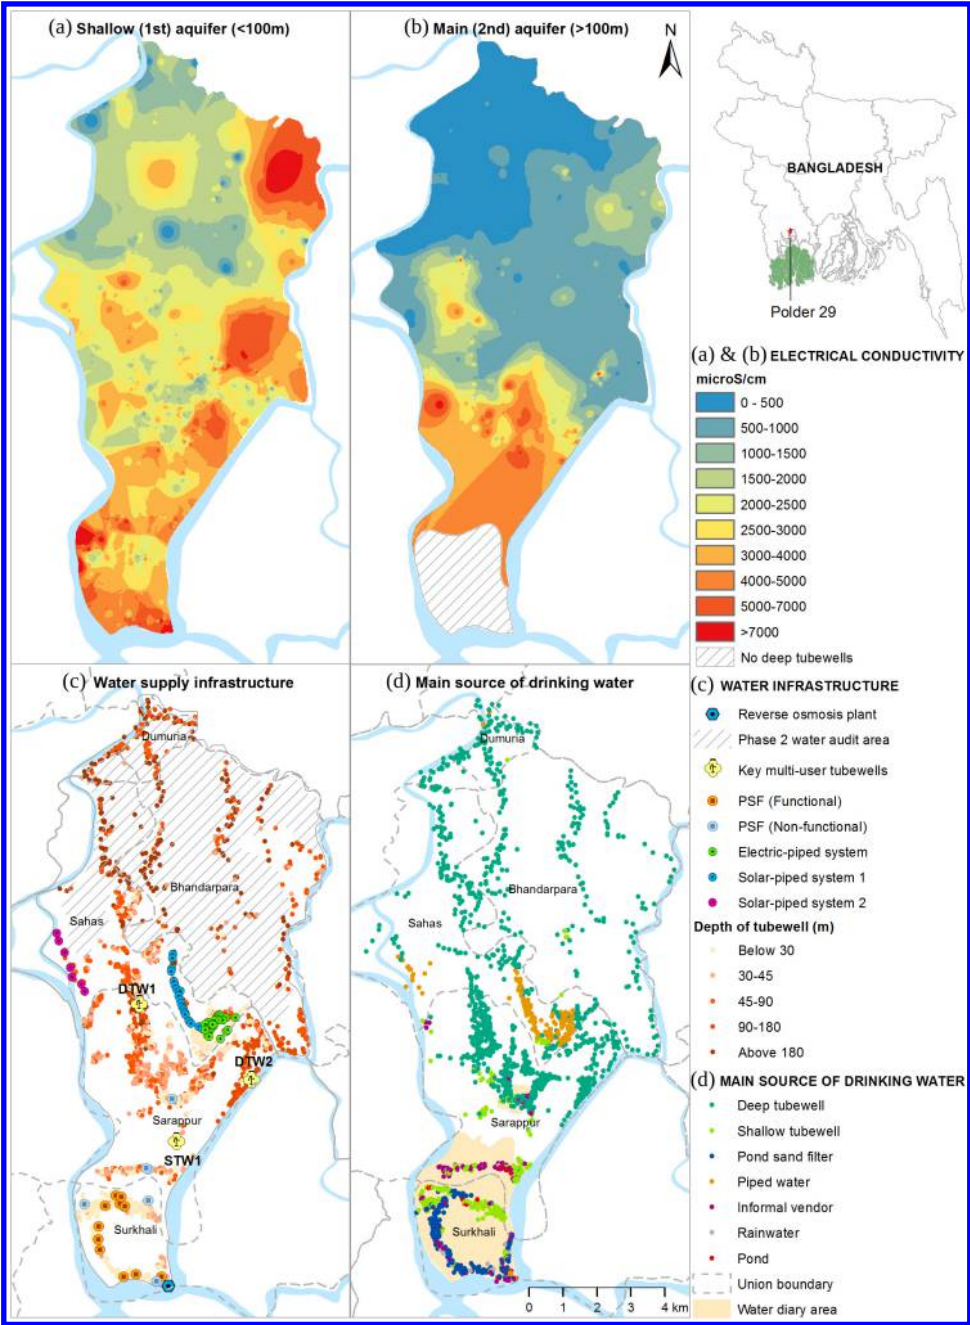 (a) Shallow (1st) aquifer (<100m)
(b) Main (2nd) aquifer (>100m)
N
BANGLADESH
Polder 29
(a) & (b) ELECTRICAL CONDUCTIVITY
microS/cm
0 - 500
500-1000
1000-1500
1500-2000
2000-2500
2500-3000
3000-4000
4000-5000
5000-7000
>7000
No deep tubewells
(c) Water supply infrastructure
Dumuria
Bhandarpara
Sahas
DTW1
DTW2
Sarappur
STW1
Surkhali
(d) Main source of drinking water
Dumuria
Bhandarpara
Sahas
Sarappur
Surkhali
0 1 2 4 km
(c) WATER INFRASTRUCTURE
Reverse osmosis plant
Phase 2 water audit area
Key multi-user tubewells
PSF (Functional)
PSF (Non-functional)
Electric-piped system
Solar-piped system 1
Solar-piped system 2
Depth of tubewell (m)
Below 30
30-45
45-90
90-180
Above 180
(d) MAIN SOURCE OF DRINKING WATER
Deep tubewell
Shallow tubewell
Pond sand filter
Piped water
Informal vendor
Rainwater
Pond
Union boundary
Water diary area